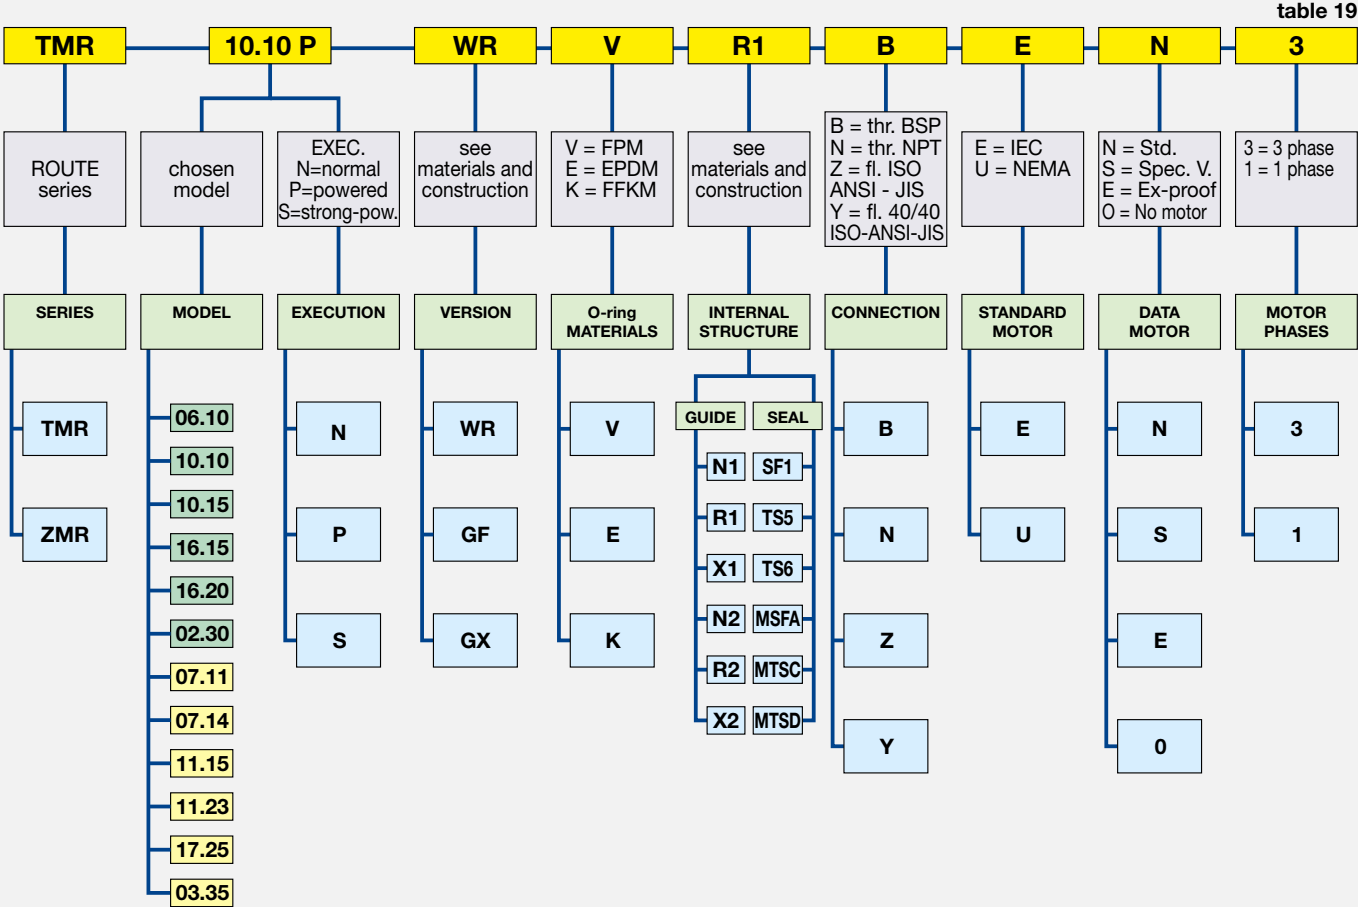 table 19
TMR
10.10 P
WR
V
R1
B
E
N
3
ROUTE
series
chosen
model
EXEC.
N=normal
P=powered
S=strong-pow.
see
materials and
construction
V = FPM
E = EPDM
K = FFKM
see
materials and
construction
B = thr. BSP
N = thr. NPT
Z = fl. ISO
ANSI - JIS
Y = fl. 40/40
ISO-ANSI-JIS
E = IEC
U = NEMA
N = Std.
S = Spec. V.
E = Ex-proof
O = No motor
3 = 3 phase
1 = 1 phase
SERIES
MODEL
EXECUTION
VERSION
O-ring
MATERIALS
INTERNAL
STRUCTURE
CONNECTION
STANDARD
MOTOR
DATA
MOTOR
MOTOR
PHASES
TMR
ZMR
06.10
10.10
10.15
16.15
16.20
02.30
07.11
07.14
11.15
11.23
17.25
03.35
N
P
S
WR
GF
GX
V
E
K
GUIDE
N1
R1
X1
N2
R2
X2
SEAL
SF1
TS5
TS6
MSFA
MTSC
MTSD
B
N
Z
Y
E
U
N
S
E
0
3
1